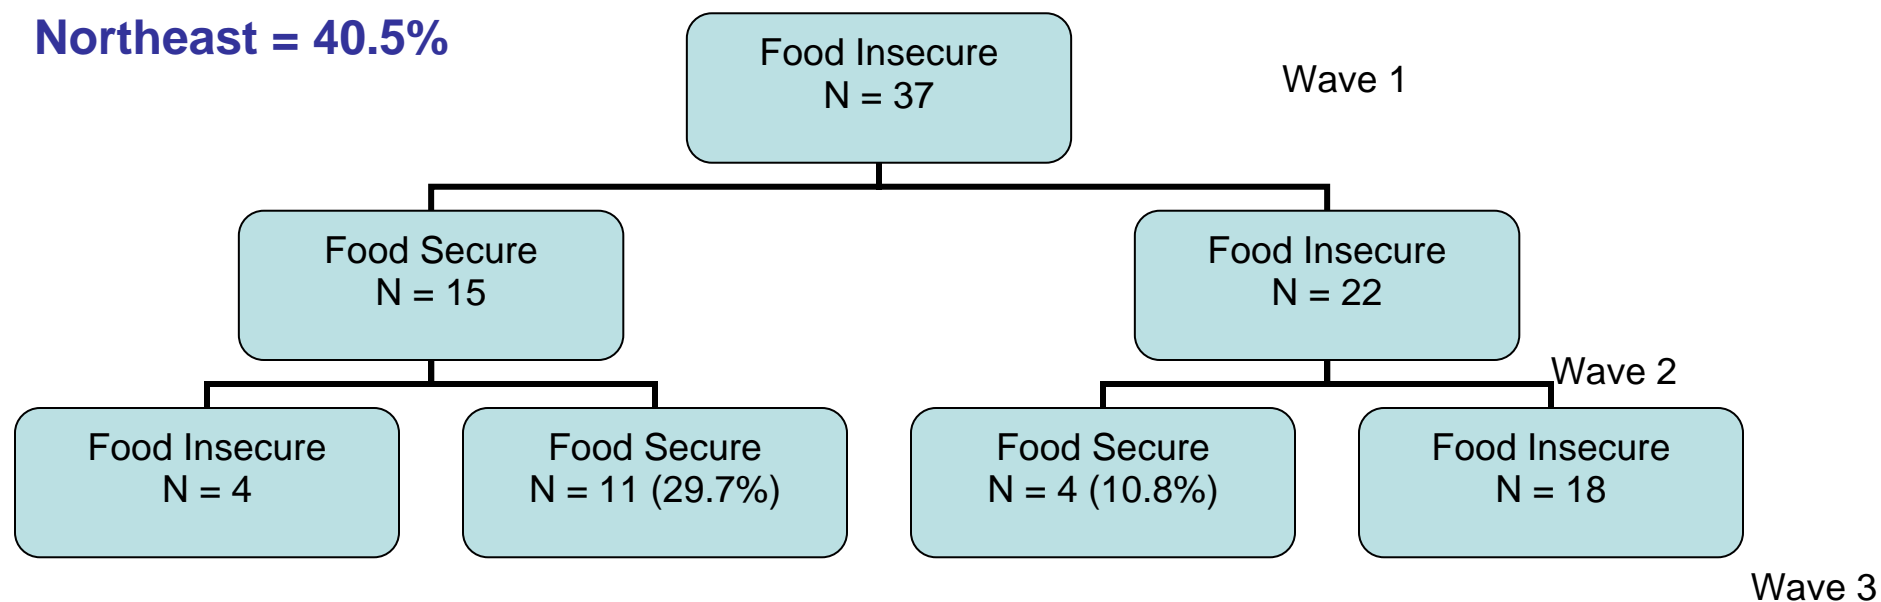 Northeast = 40.5%
Food Insecure
N = 37
Wave 1
Food Secure
N = 15
Food Insecure
N = 22
Wave 2
Food Insecure
N = 4
Food Secure
N = 11 (29.7%)
Food Secure
N = 4 (10.8%)
Food Insecure
N = 18
Wave 3